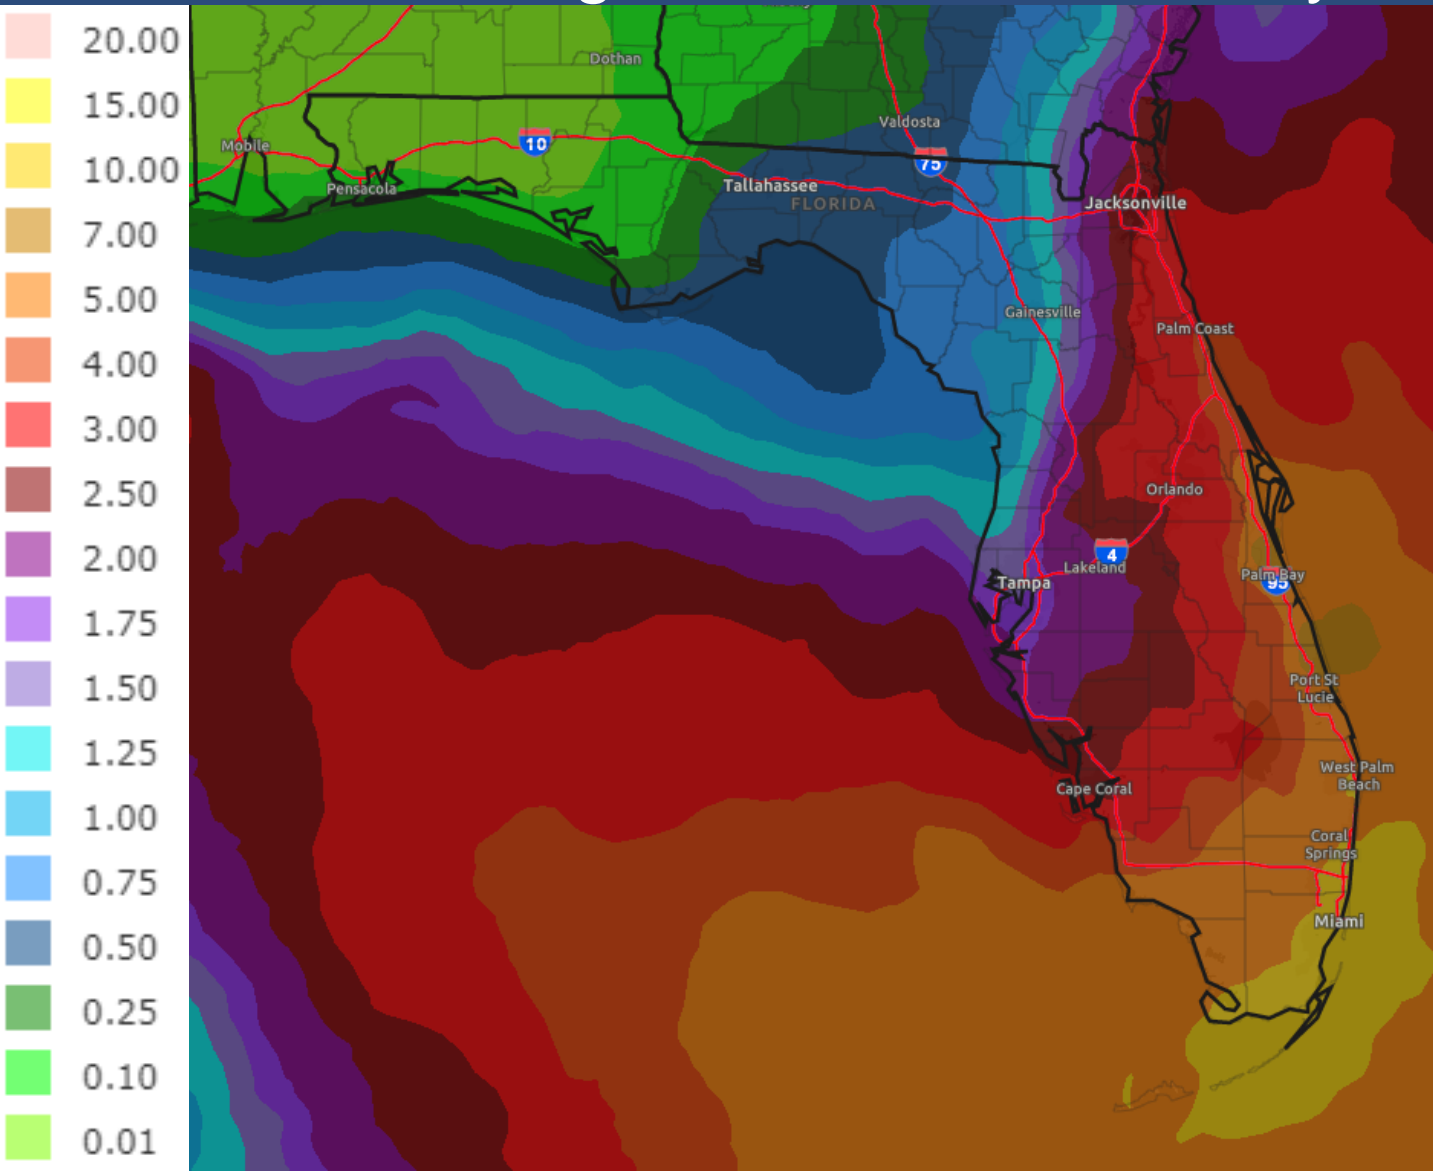 20.00
15.00
10.00
7.00
5.00
4.00
3.00
2.50
2.00
1.75
1.50
1.25
1.00
0.75
0.50
0.25
0.10
0.01
Dothan
Valdosta
Mobile
10
75
Pensacola
Tallahassee
FLORIDA
Jacksonville
Gainesville
Palm Coast
Orlando
4
Lakeland
Tampa
Palm Bay
95
Port St
Lucie
West Palm
Beach
Cape Coral
Coral
Springs
Miami